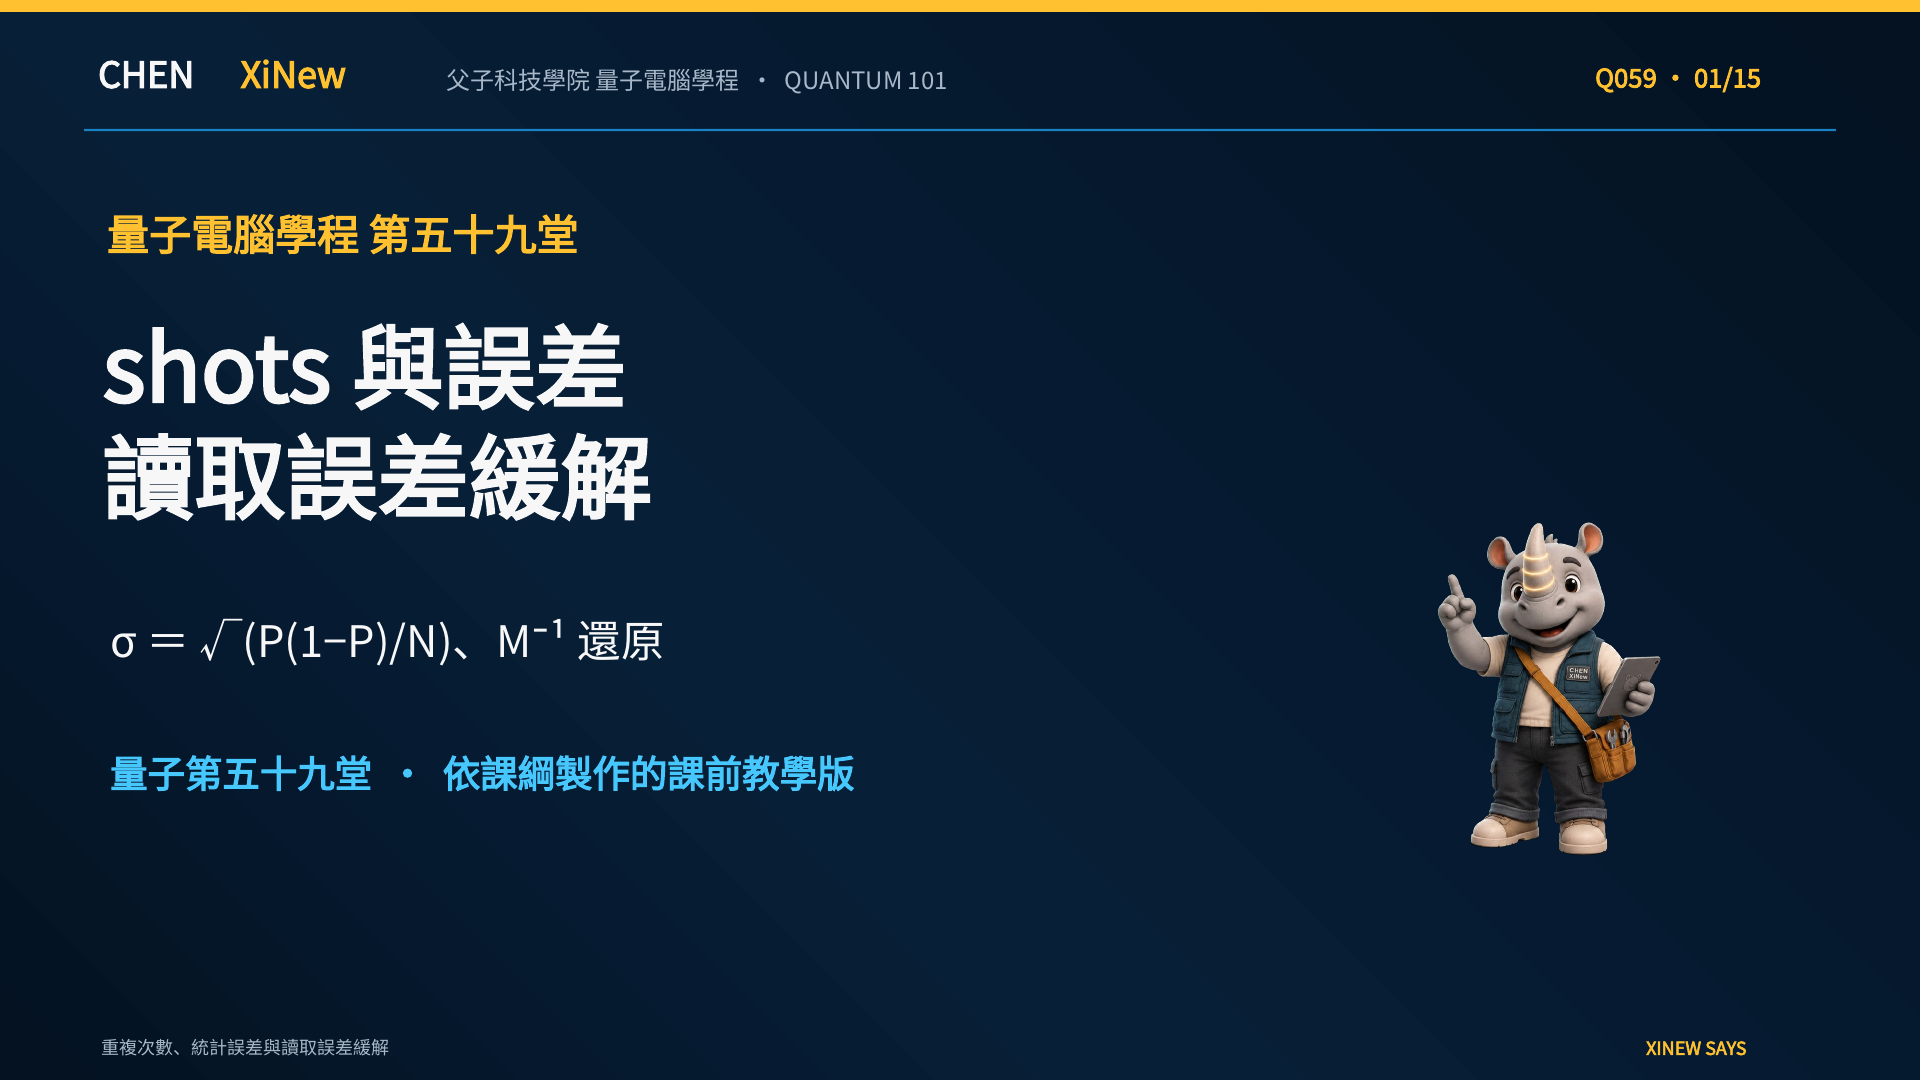 CHEN XiNew 父子科技學院 量子電腦學程 • QUANTUM 101 Q059 • 01/15
量子電腦學程 第五十九堂
shots 與誤差
讀取誤差緩解
σ = √(P(1−P)/N)、M⁻¹ 還原
量子第五十九堂 • 依課綱製作的課前教學版
CHEN
XiNew
重複次數、統計誤差與讀取誤差緩解 XINEW SAYS